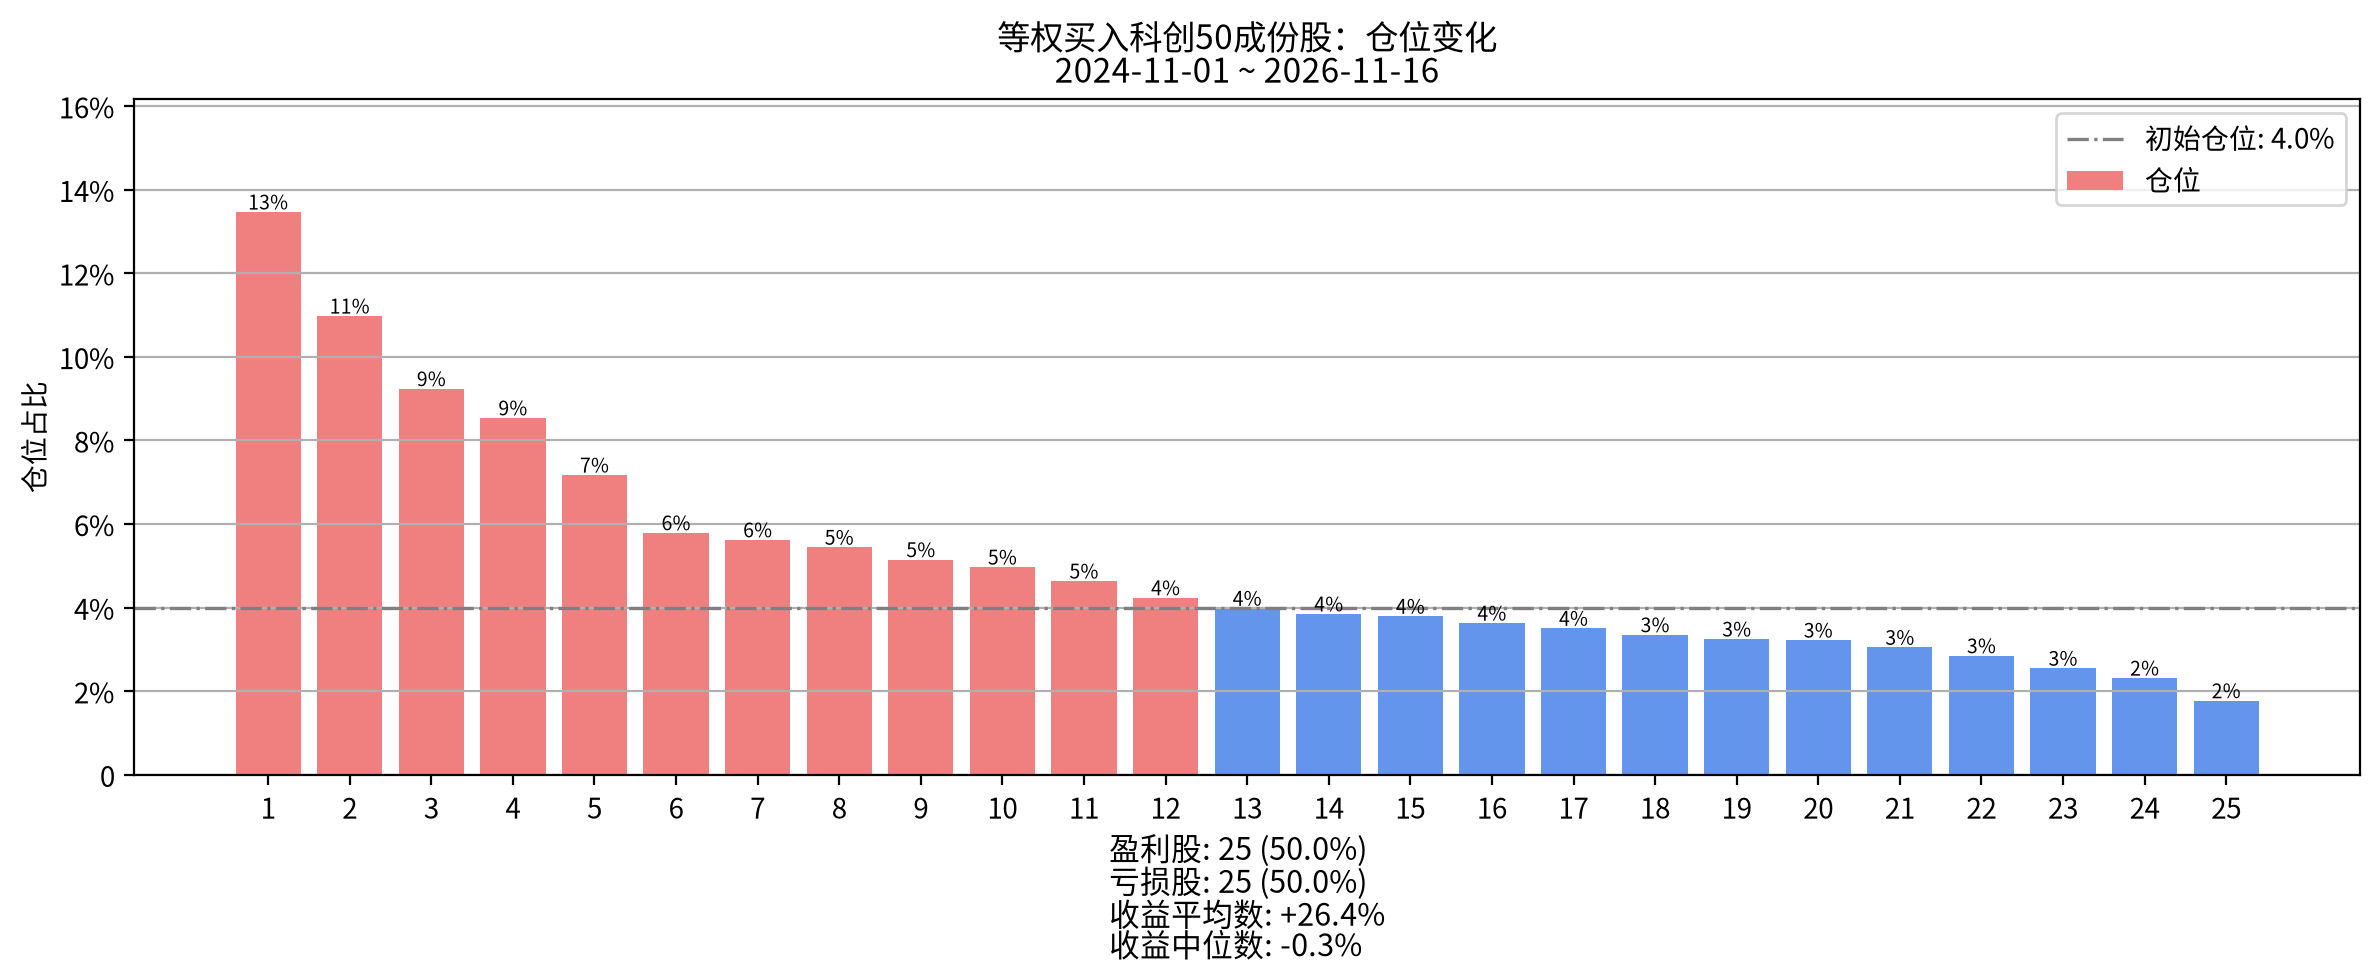 等权买入科创50成份股：仓位变化
2024-11-01 ~ 2026-11-16
仓位占比
16%
14%
12%
10%
8%
6%
4%
2%
0
初始仓位: 4.0%
仓位
13% 11% 9% 9% 7% 6% 6% 5% 5% 5% 5% 4% 4% 4% 4% 4% 4% 3% 3% 3% 3% 3% 3% 2% 2%
1 2 3 4 5 6 7 8 9 10 11 12 13 14 15 16 17 18 19 20 21 22 23 24 25
盈利股: 25 (50.0%)
亏损股: 25 (50.0%)
收益平均数: +26.4%
收益中位数: -0.3%